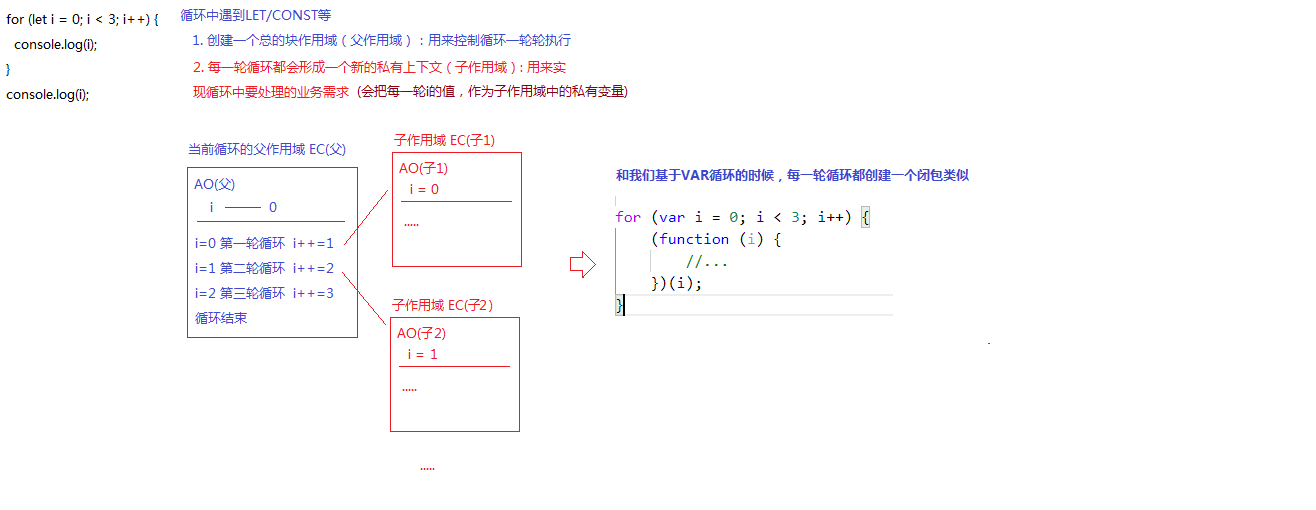 for (let i = 0; i < 3; i++) {
console.log(i);
}
console.log(i);
循环中遇到LET/CONST等
1. 创建一个总的块作用域（父作用域）：用来控制循环一轮轮执行
2. 每一轮循环都会形成一个新的私有上下文（子作用域）: 用来实
现循环中要处理的业务需求 (会把每一轮i的值，作为子作用域中的私有变量)
当前循环的父作用域 EC(父)
AO(父)
i 0
i=0 第一轮循环 i++=1
i=1 第二轮循环 i++=2
i=2 第三轮循环 i++=3
循环结束
子作用域 EC(子1)
AO(子1)
i = 0
.....
子作用域 EC(子2)
AO(子2)
i = 1
.....
.....
和我们基于VAR循环的时候，每一轮循环都创建一个闭包类似
for (var i = 0; i < 3; i++) {
(function (i) {
//...
})(i);
}